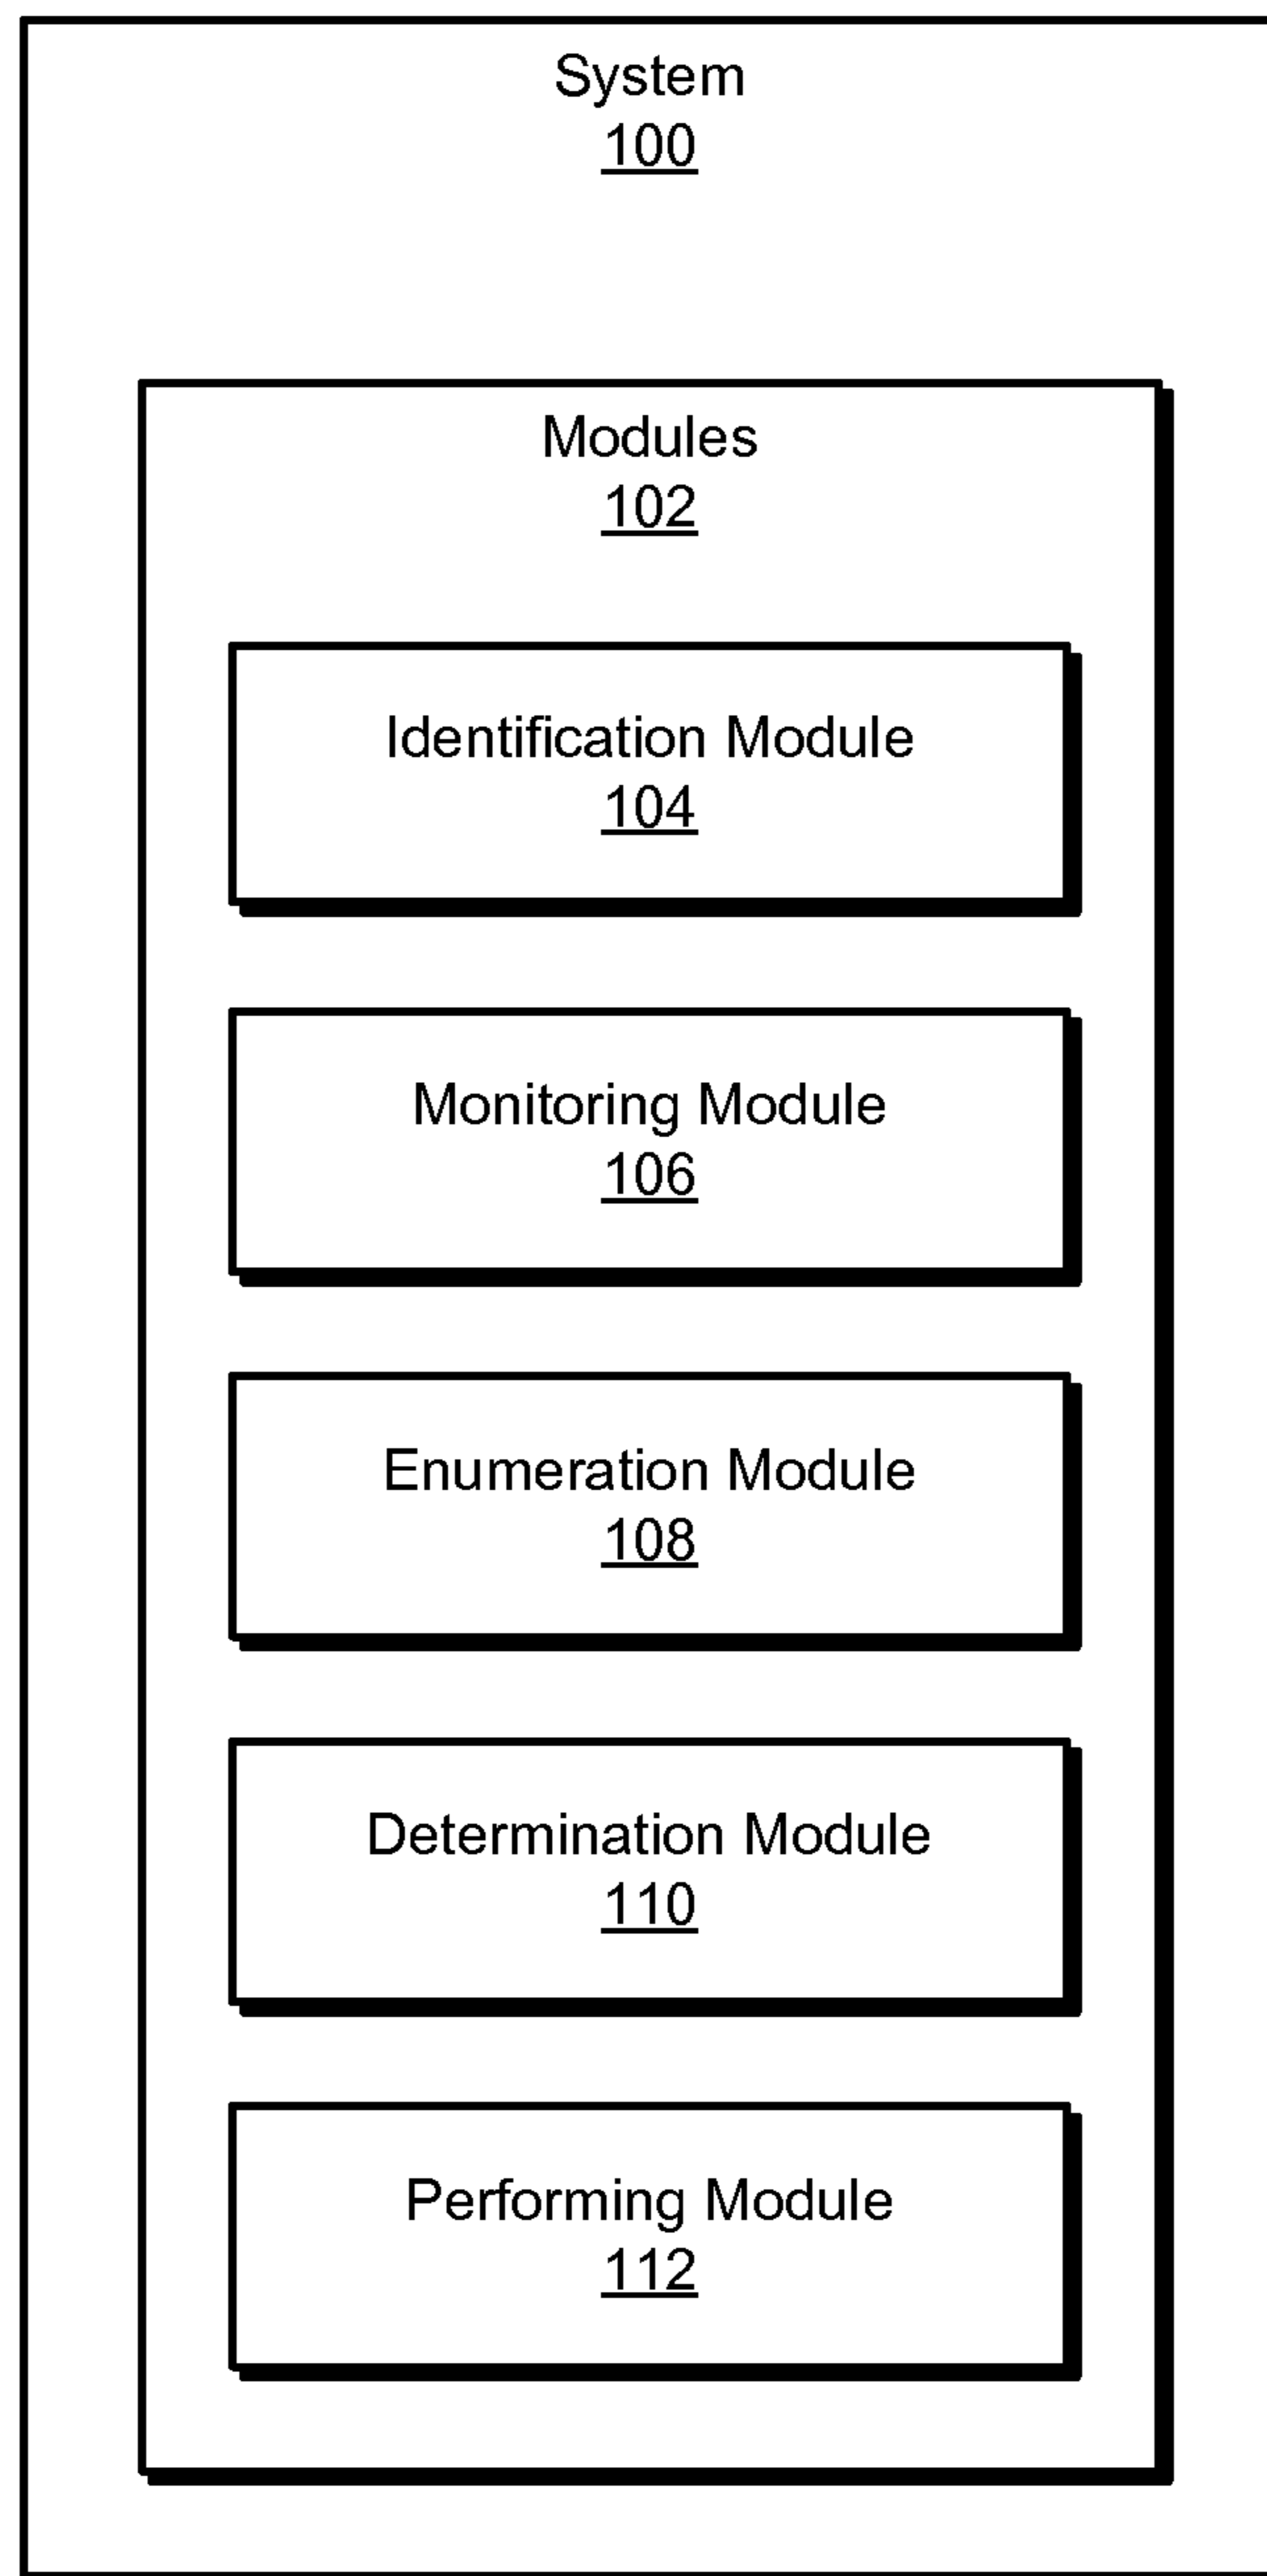 System
100
Modules
102
Identification Module
104
Monitoring Module
106
Enumeration Module
108
Determination Module
110
Performing Module
112